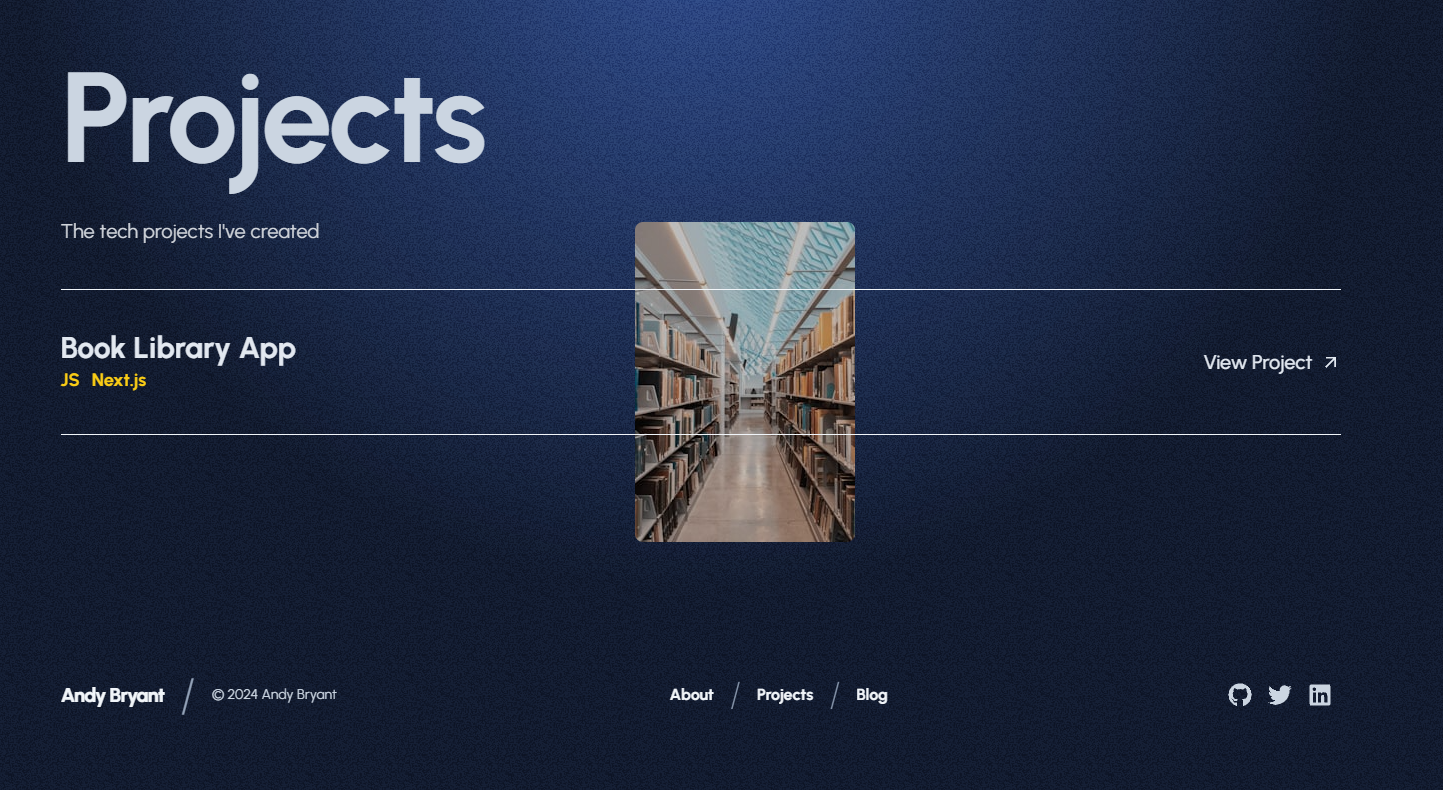 Projects
The tech projects I've created
Book Library App
JS Next.js
View Project
Andy Bryant / © 2024 Andy Bryant
About / Projects / Blog